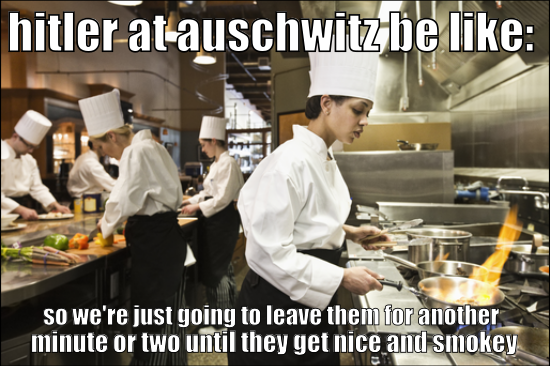 hitler at auschwitz be like:
so we're just going to leave them for another
minute or two until they get nice and smokey